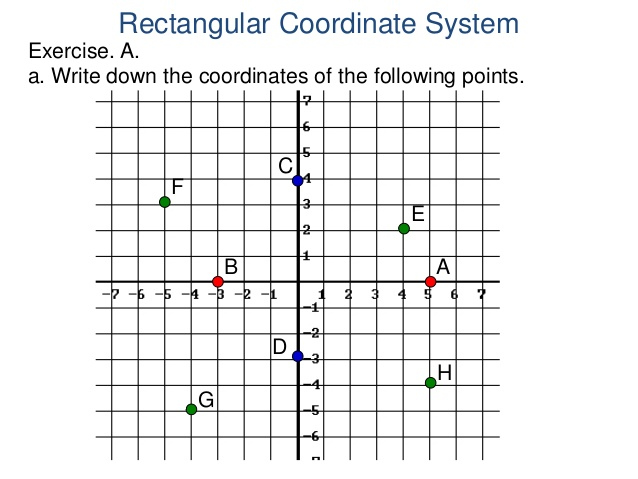 Rectangular Coordinate System
Exercise. A.
a. Write down the coordinates of the following points.
7
6
5
C
4
F
3
E
2
1
B
A
-7 -6 -5 -4 -3 -2 -1 1 2 3 4 5 6 7
-1
-2
D
-3
H
-4
G
-5
-6